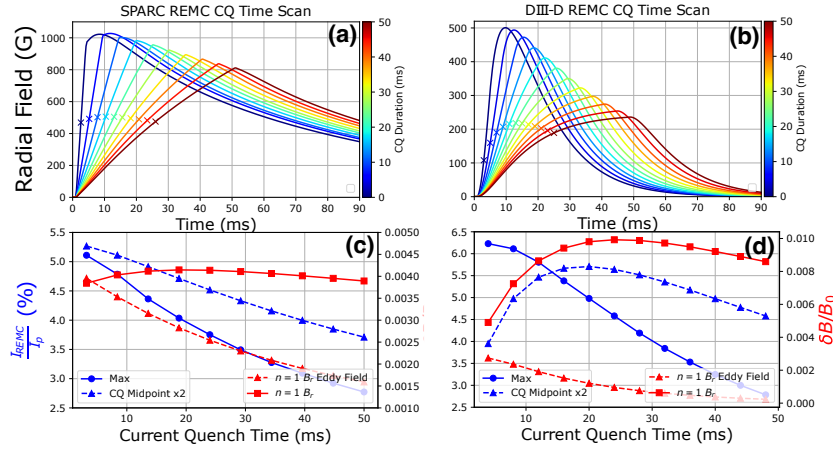 SPARC REMC CQ Time Scan
DIII-D REMC CQ Time Scan
(a)
(b)
Radial Field (G)
1000
800
600
400
200
0
0 10 20 30 40 50 60 70 80 90
Time (ms)
50
40
30
20
10
0
CQ Duration (ms)
500
400
300
200
100
0
0 10 20 30 40 50 60 70 80 90
Time (ms)
50
40
30
20
10
0
CQ Duration (ms)
(c)
(d)
I_REMC / I_p (%)
5.5
5.0
4.5
4.0
3.5
3.0
2.5
0.0050
0.0045
0.0040
0.0035
0.0030
0.0025
0.0020
0.0015
0.0010
Max
CQ Midpoint x2
n = 1 B_r Eddy Field
n = 1 B_r
0 10 20 30 40 50
Current Quench Time (ms)
6.5
6.0
5.5
5.0
4.5
4.0
3.5
3.0
2.5
0.010
0.008
0.006
0.004
0.002
0.000
δB/B_0
Max
CQ Midpoint x2
n = 1 B_r Eddy Field
n = 1 B_r
0 10 20 30 40 50
Current Quench Time (ms)